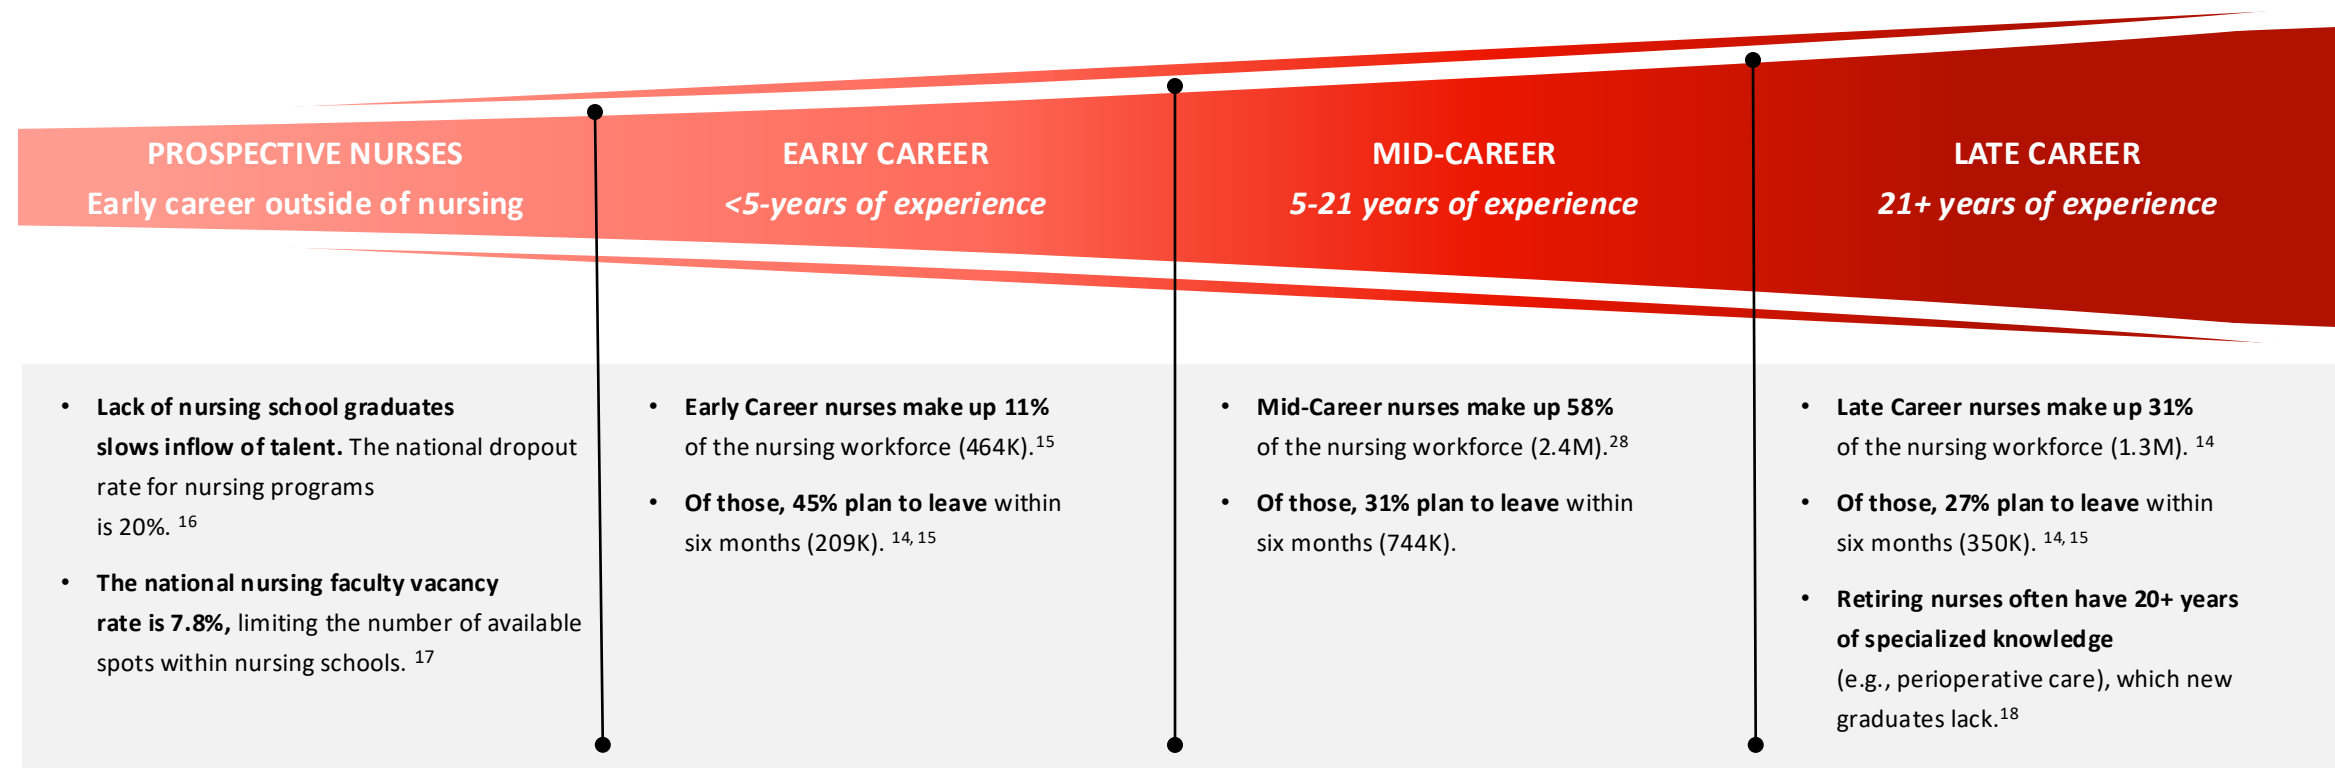 PROSPECTIVE NURSES
Early career outside of nursing
• Lack of nursing school graduates
slows inflow of talent. The national dropout
rate for nursing programs
is 20%. 16
• The national nursing faculty vacancy
rate is 7.8%, limiting the number of available
spots within nursing schools. 17
EARLY CAREER
<5-years of experience
• Early Career nurses make up 11%
of the nursing workforce (464K).15
• Of those, 45% plan to leave within
six months (209K). 14, 15
MID-CAREER
5-21 years of experience
• Mid-Career nurses make up 58%
of the nursing workforce (2.4M).28
• Of those, 31% plan to leave within
six months (744K).
LATE CAREER
21+ years of experience
• Late Career nurses make up 31%
of the nursing workforce (1.3M). 14
• Of those, 27% plan to leave within
six months (350K). 14, 15
• Retiring nurses often have 20+ years
of specialized knowledge
(e.g., perioperative care), which new
graduates lack.18